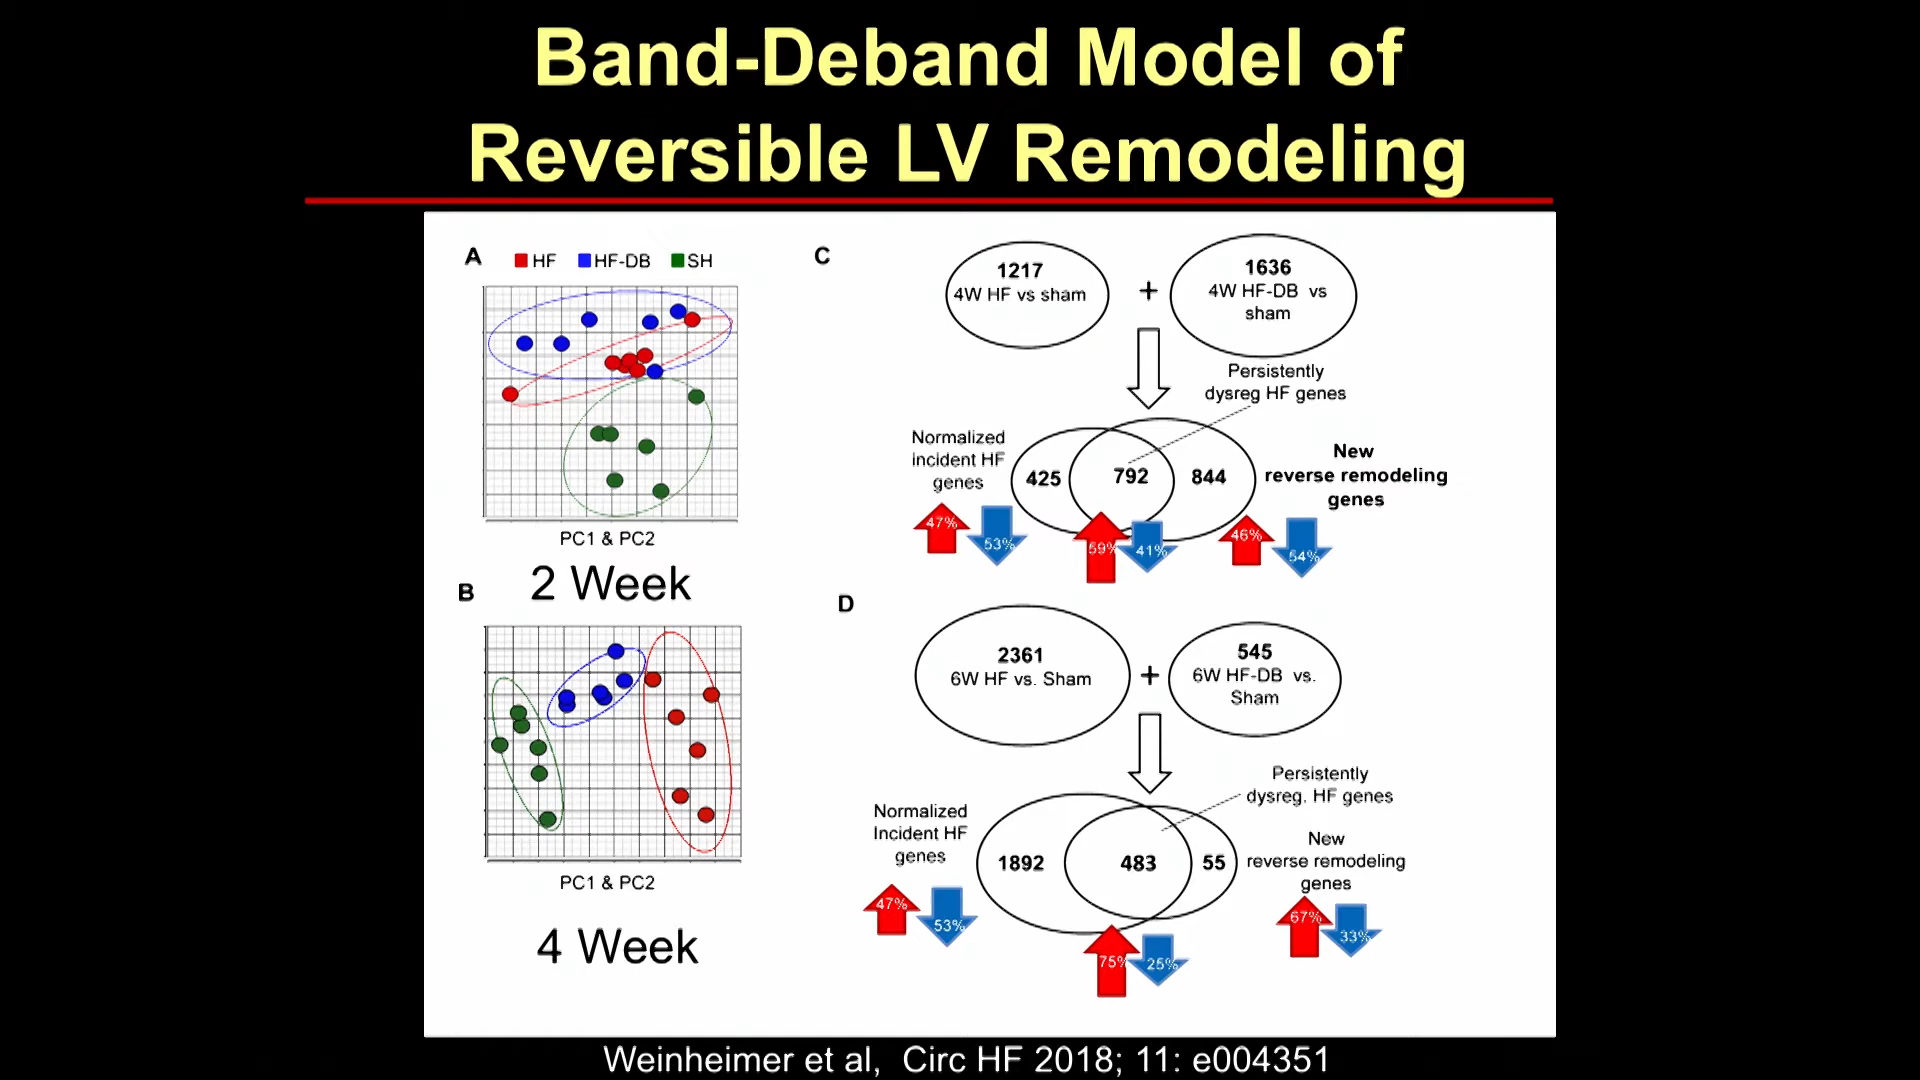 Band-Deband Model of
Reversible LV Remodeling
A
HF HF-DB SH
PC1 & PC2
2 Week
B
PC1 & PC2
4 Week
C
1217
4W HF vs sham
+
1636
4W HF-DB vs
sham
Persistently
dysreg HF genes
Normalized
incident HF
genes
425
792
844
New
reverse remodeling
genes
47%
53%
59%
41%
46%
54%
D
2361
6W HF vs. Sham
+
545
6W HF-DB vs.
Sham
Persistently
dysreg. HF genes
Normalized
Incident HF
genes
1892
483
55
New
reverse remodeling
genes
47%
53%
75%
25%
67%
33%
Weinheimer et al, Circ HF 2018; 11: e004351